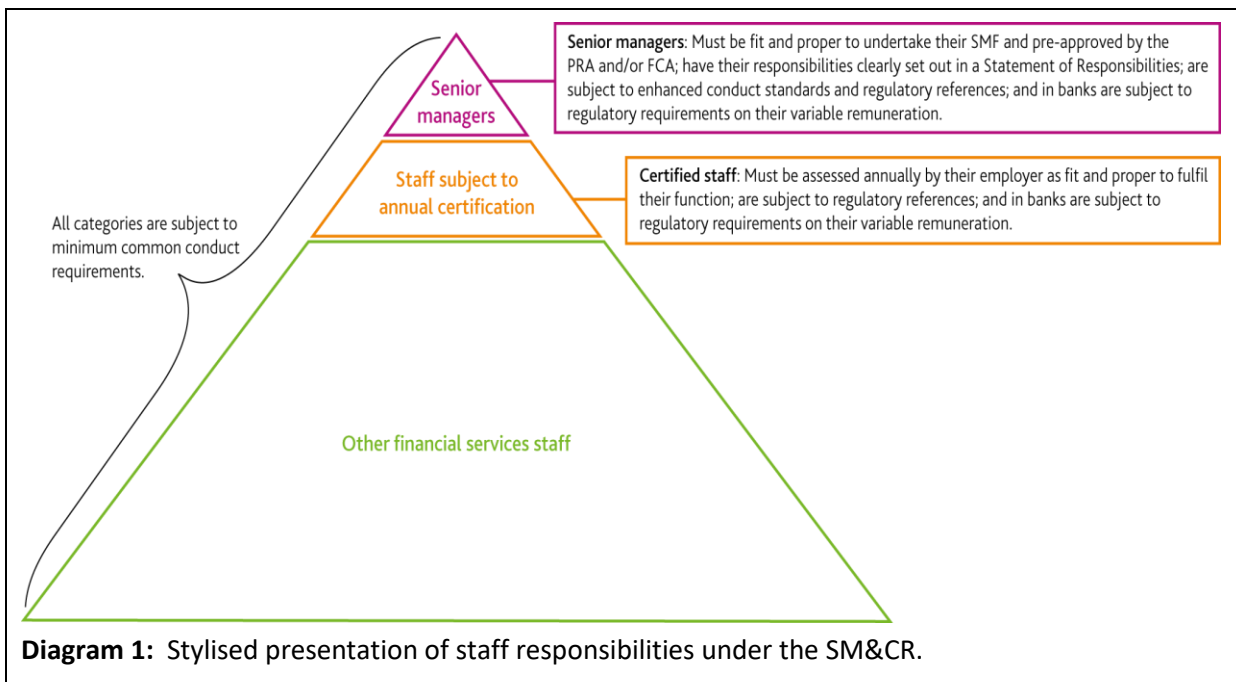 Senior managers: Must be fit and proper to undertake their SMF and pre-approved by the
PRA and/or FCA; have their responsibilities clearly set out in a Statement of Responsibilities; are
subject to enhanced conduct standards and regulatory references; and in banks are subject to
regulatory requirements on their variable remuneration.
Senior
managers
Certified staff: Must be assessed annually by their employer as fit and proper to fulfil
their function; are subject to regulatory references; and in banks are subject to
regulatory requirements on their variable remuneration.
Staff subject to
annual certification
All categories are subject to
minimum common conduct
requirements.
Other financial services staff
Diagram 1: Stylised presentation of staff responsibilities under the SM&CR.